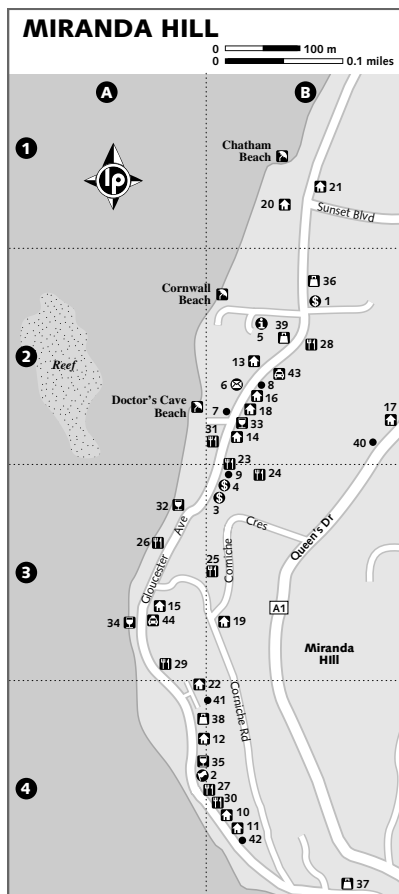 MIRANDA HILL
0 100 m
0 0.1 miles
A B
1
Chatham
Beach
lp
21
20
Sunset Blvd
Cornwall
Beach
36
1
39
5
28
2
Reef
13
43
6 8
16
Doctor's Cave
Beach
7 18
17
33
31 14
40
23
9 24
4
3
32
Ave
Cres
Queen's Dr
26
25
Corniche
3
Gloucester
A1
15
34 44 19
Miranda
Hill
29
22
41
Corniche Rd
38
12
35
2
27
4
30
10
11
42
37